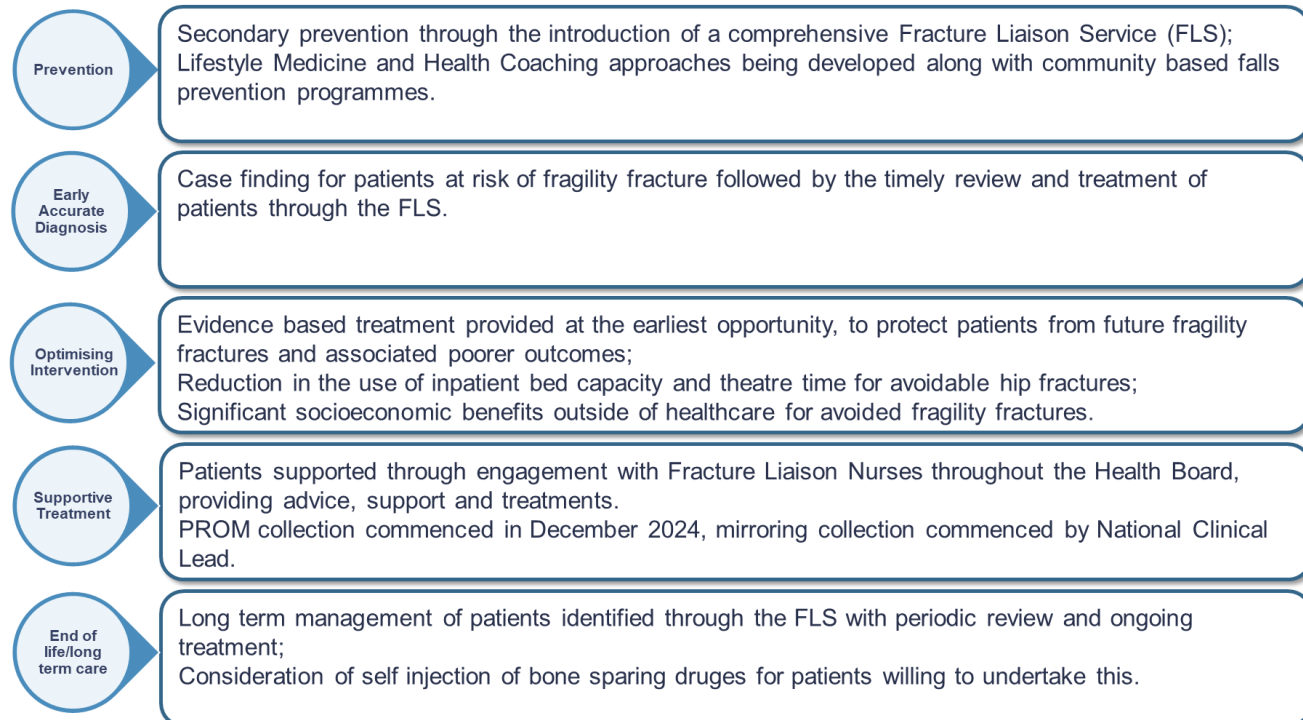 Prevention
Secondary prevention through the introduction of a comprehensive Fracture Liaison Service (FLS);
Lifestyle Medicine and Health Coaching approaches being developed along with community based falls
prevention programmes.
Early
Accurate
Diagnosis
Case finding for patients at risk of fragility fracture followed by the timely review and treatment of
patients through the FLS.
Optimising
Intervention
Evidence based treatment provided at the earliest opportunity, to protect patients from future fragility
fractures and associated poorer outcomes;
Reduction in the use of inpatient bed capacity and theatre time for avoidable hip fractures;
Significant socioeconomic benefits outside of healthcare for avoided fragility fractures.
Supportive
Treatment
Patients supported through engagement with Fracture Liaison Nurses throughout the Health Board,
providing advice, support and treatments.
PROM collection commenced in December 2024, mirroring collection commenced by National Clinical
Lead.
End of
life/long
term care
Long term management of patients identified through the FLS with periodic review and ongoing
treatment;
Consideration of self injection of bone sparing druges for patients willing to undertake this.